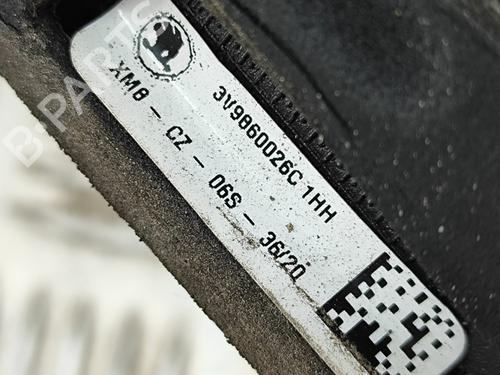 3V9860026C 1HH
XM8 - CZ - 06S - 36/20
B-PARTS